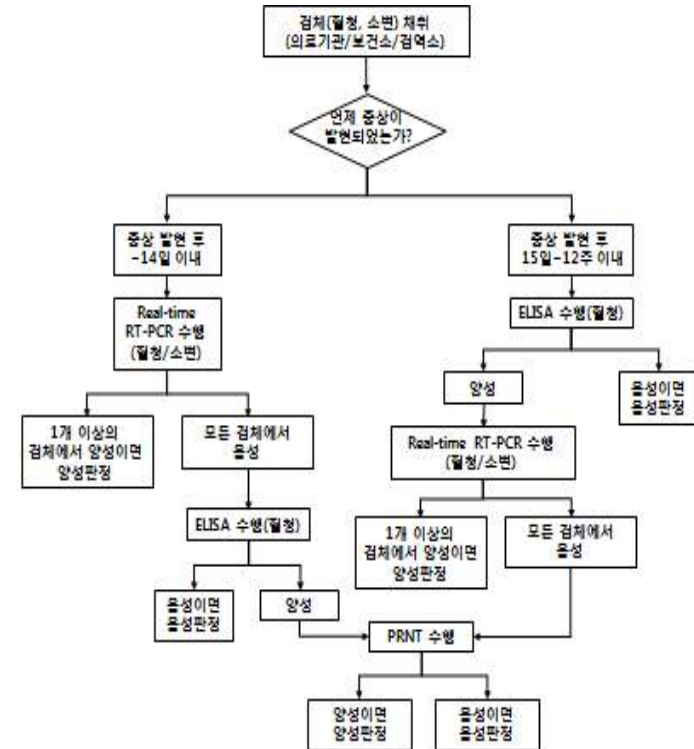 검체(혈청, 소변) 채취
(의료기관/보건소/검역소)
언제 증상이
발현되었는가?
증상 발현 후
~14일 이내
증상 발현 후
15일~12주 이내
Real-time
RT-PCR 수행
(혈청/소변)
ELISA 수행(혈청)
양성
음성이면
음성판정
1개 이상의
검체에서 양성이면
양성판정
모든 검체에서
음성
Real-time RT-PCR 수행
(혈청/소변)
ELISA 수행(혈청)
1개 이상의
검체에서 양성이면
양성판정
모든 검체에서
음성
음성이면
음성판정
양성
PRNT 수행
양성이면
양성판정
음성이면
음성판정